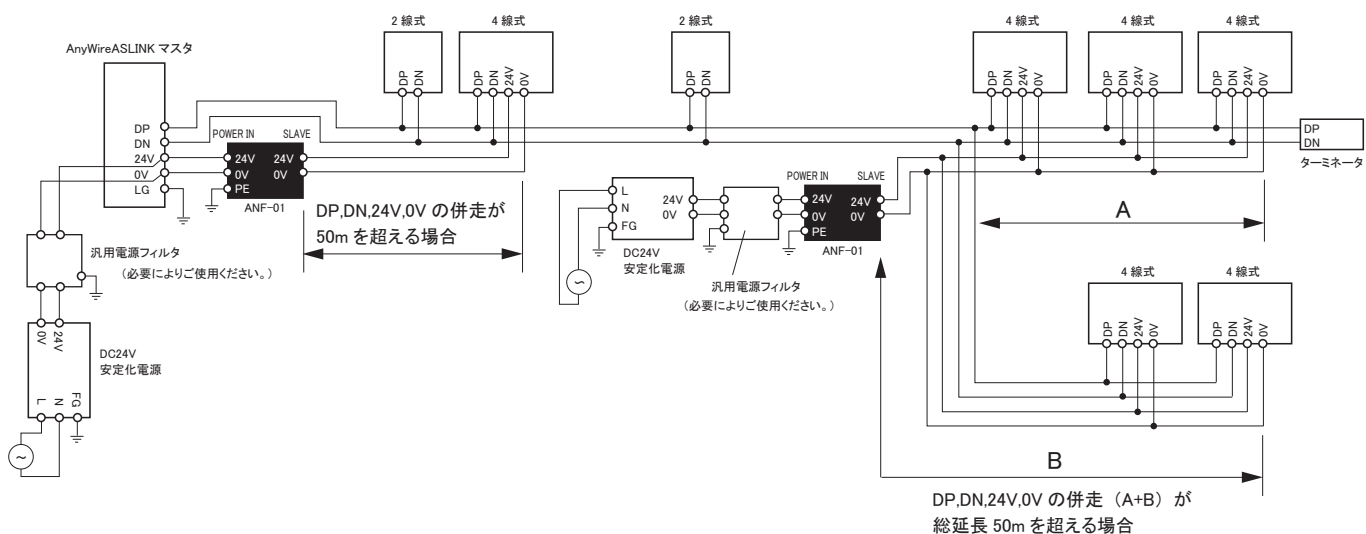 2 線式
4 線式
2 線式
4 線式
4 線式
4 線式
AnyWireASLINK マスタ
DP
DN
DP
DN
24V
0V
DP
DN
DP
DN
24V
0V
DP
DN
24V
0V
DP
DN
24V
0V
DP
DN
24V
0V
LG
POWER IN
SLAVE
24V
0V
PE
24V
0V
ANF-01
DP
DN
ターミネータ
DP,DN,24V,0V の併走が
50m を超える場合
L
N
FG
24V
0V
DC24V
安定化電源
POWER IN
SLAVE
24V
0V
PE
24V
0V
ANF-01
汎用電源フィルタ
（必要によりご使用ください。）
A
汎用電源フィルタ
（必要によりご使用ください。）
0V
24V
DC24V
安定化電源
L
N
FG
4 線式
4 線式
DP
DN
24V
0V
DP
DN
24V
0V
B
DP,DN,24V,0V の併走（A+B）が
総延長 50m を超える場合